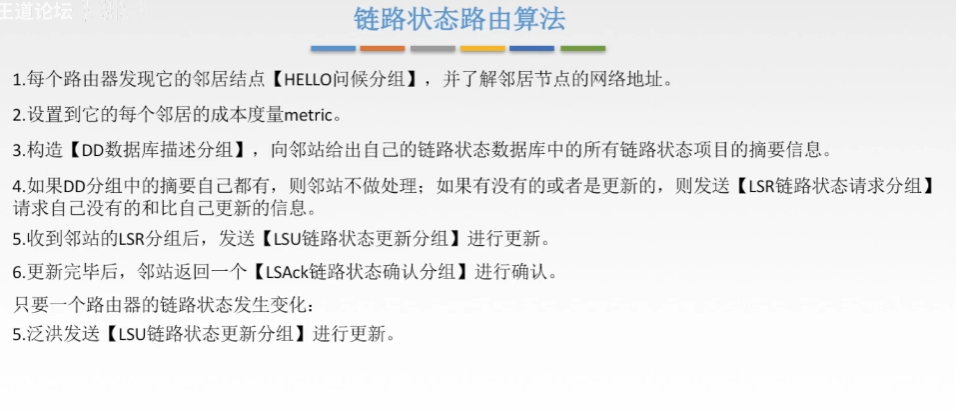 王道论坛
链路状态路由算法
1.每个路由器发现它的邻居结点【HELLO问候分组】，并了解邻居节点的网络地址。
2.设置到它的每个邻居的成本度量metric。
3.构造【DD数据库描述分组】，向邻站给出自己的链路状态数据库中的所有链路状态项目的摘要信息。
4.如果DD分组中的摘要自己都有，则邻站不做处理；如果有没有的或者是更新的，则发送【LSR链路状态请求分组】
请求自己没有的和比自己更新的信息。
5.收到邻站的LSR分组后，发送【LSU链路状态更新分组】进行更新。
6.更新完毕后，邻站返回一个【LSAck链路状态确认分组】进行确认。
只要一个路由器的链路状态发生变化：
5.泛洪发送【LSU链路状态更新分组】进行更新。